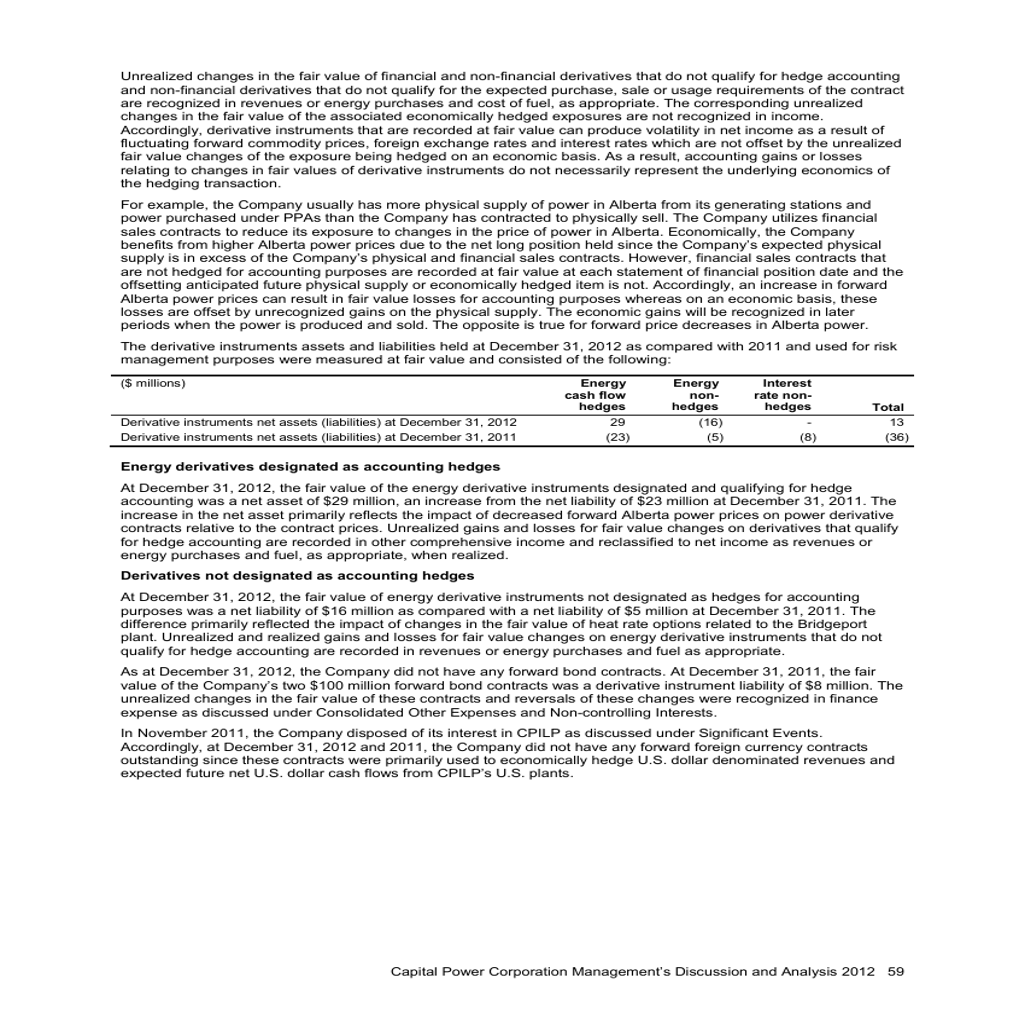 Unrealized changes in the fair value of financial and non-financial derivatives that do not qualify for hedge accounting
and non-financial derivatives that do not qualify for the expected purchase, sale or usage requirements of the contract
are recognized in revenues or energy purchases and cost of fuel, as appropriate. The corresponding unrealized
changes in the fair value of the associated economically hedged exposures are not recognized in income.
Accordingly, derivative instruments that are recorded at fair value can produce volatility in net income as a result of
fluctuating forward commodity prices, foreign exchange rates and interest rates which are not offset by the unrealized
fair value changes of the exposure being hedged on an economic basis. As a result, accounting gains or losses
relating to changes in fair values of derivative instruments do not necessarily represent the underlying economics of
the hedging transaction.
For example, the Company usually has more physical supply of power in Alberta from its generating stations and
power purchased under PPAs than the Company has contracted to physically sell. The Company utilizes financial
sales contracts to reduce its exposure to changes in the price of power in Alberta. Economically, the Company
benefits from higher Alberta power prices due to the net long position held since the Company's expected physical
supply is in excess of the Company's physical and financial sales contracts. However, financial sales contracts that
are not hedged for accounting purposes are recorded at fair value at each statement of financial position date and the
offsetting anticipated future physical supply or economically hedged item is not. Accordingly, an increase in forward
Alberta power prices can result in fair value losses for accounting purposes whereas on an economic basis, these
losses are offset by unrecognized gains on the physical supply. The economic gains will be recognized in later
periods when the power is produced and sold. The opposite is true for forward price decreases in Alberta power.
The derivative instruments assets and liabilities held at December 31, 2012 as compared with 2011 and used for risk
management purposes were measured at fair value and consisted of the following:
($ millions) Energy Energy Interest
cash flow non- rate non-
hedges hedges hedges Total
Derivative instruments net assets (liabilities) at December 31, 2012 29 (16) - 13
Derivative instruments net assets (liabilities) at December 31, 2011 (23) (5) (8) (36)
Energy derivatives designated as accounting hedges
At December 31, 2012, the fair value of the energy derivative instruments designated and qualifying for hedge
accounting was a net asset of $29 million, an increase from the net liability of $23 million at December 31, 2011. The
increase in the net asset primarily reflects the impact of decreased forward Alberta power prices on power derivative
contracts relative to the contract prices. Unrealized gains and losses for fair value changes on derivatives that qualify
for hedge accounting are recorded in other comprehensive income and reclassified to net income as revenues or
energy purchases and fuel, as appropriate, when realized.
Derivatives not designated as accounting hedges
At December 31, 2012, the fair value of energy derivative instruments not designated as hedges for accounting
purposes was a net liability of $16 million as compared with a net liability of $5 million at December 31, 2011. The
difference primarily reflected the impact of changes in the fair value of heat rate options related to the Bridgeport
plant. Unrealized and realized gains and losses for fair value changes on energy derivative instruments that do not
qualify for hedge accounting are recorded in revenues or energy purchases and fuel as appropriate.
As at December 31, 2012, the Company did not have any forward bond contracts. At December 31, 2011, the fair
value of the Company's two $100 million forward bond contracts was a derivative instrument liability of $8 million. The
unrealized changes in the fair value of these contracts and reversals of these changes were recognized in finance
expense as discussed under Consolidated Other Expenses and Non-controlling Interests.
In November 2011, the Company disposed of its interest in CPILP as discussed under Significant Events.
Accordingly, at December 31, 2012 and 2011, the Company did not have any forward foreign currency contracts
outstanding since these contracts were primarily used to economically hedge U.S. dollar denominated revenues and
expected future net U.S. dollar cash flows from CPILP's U.S. plants.
Capital Power Corporation Management's Discussion and Analysis 2012 59